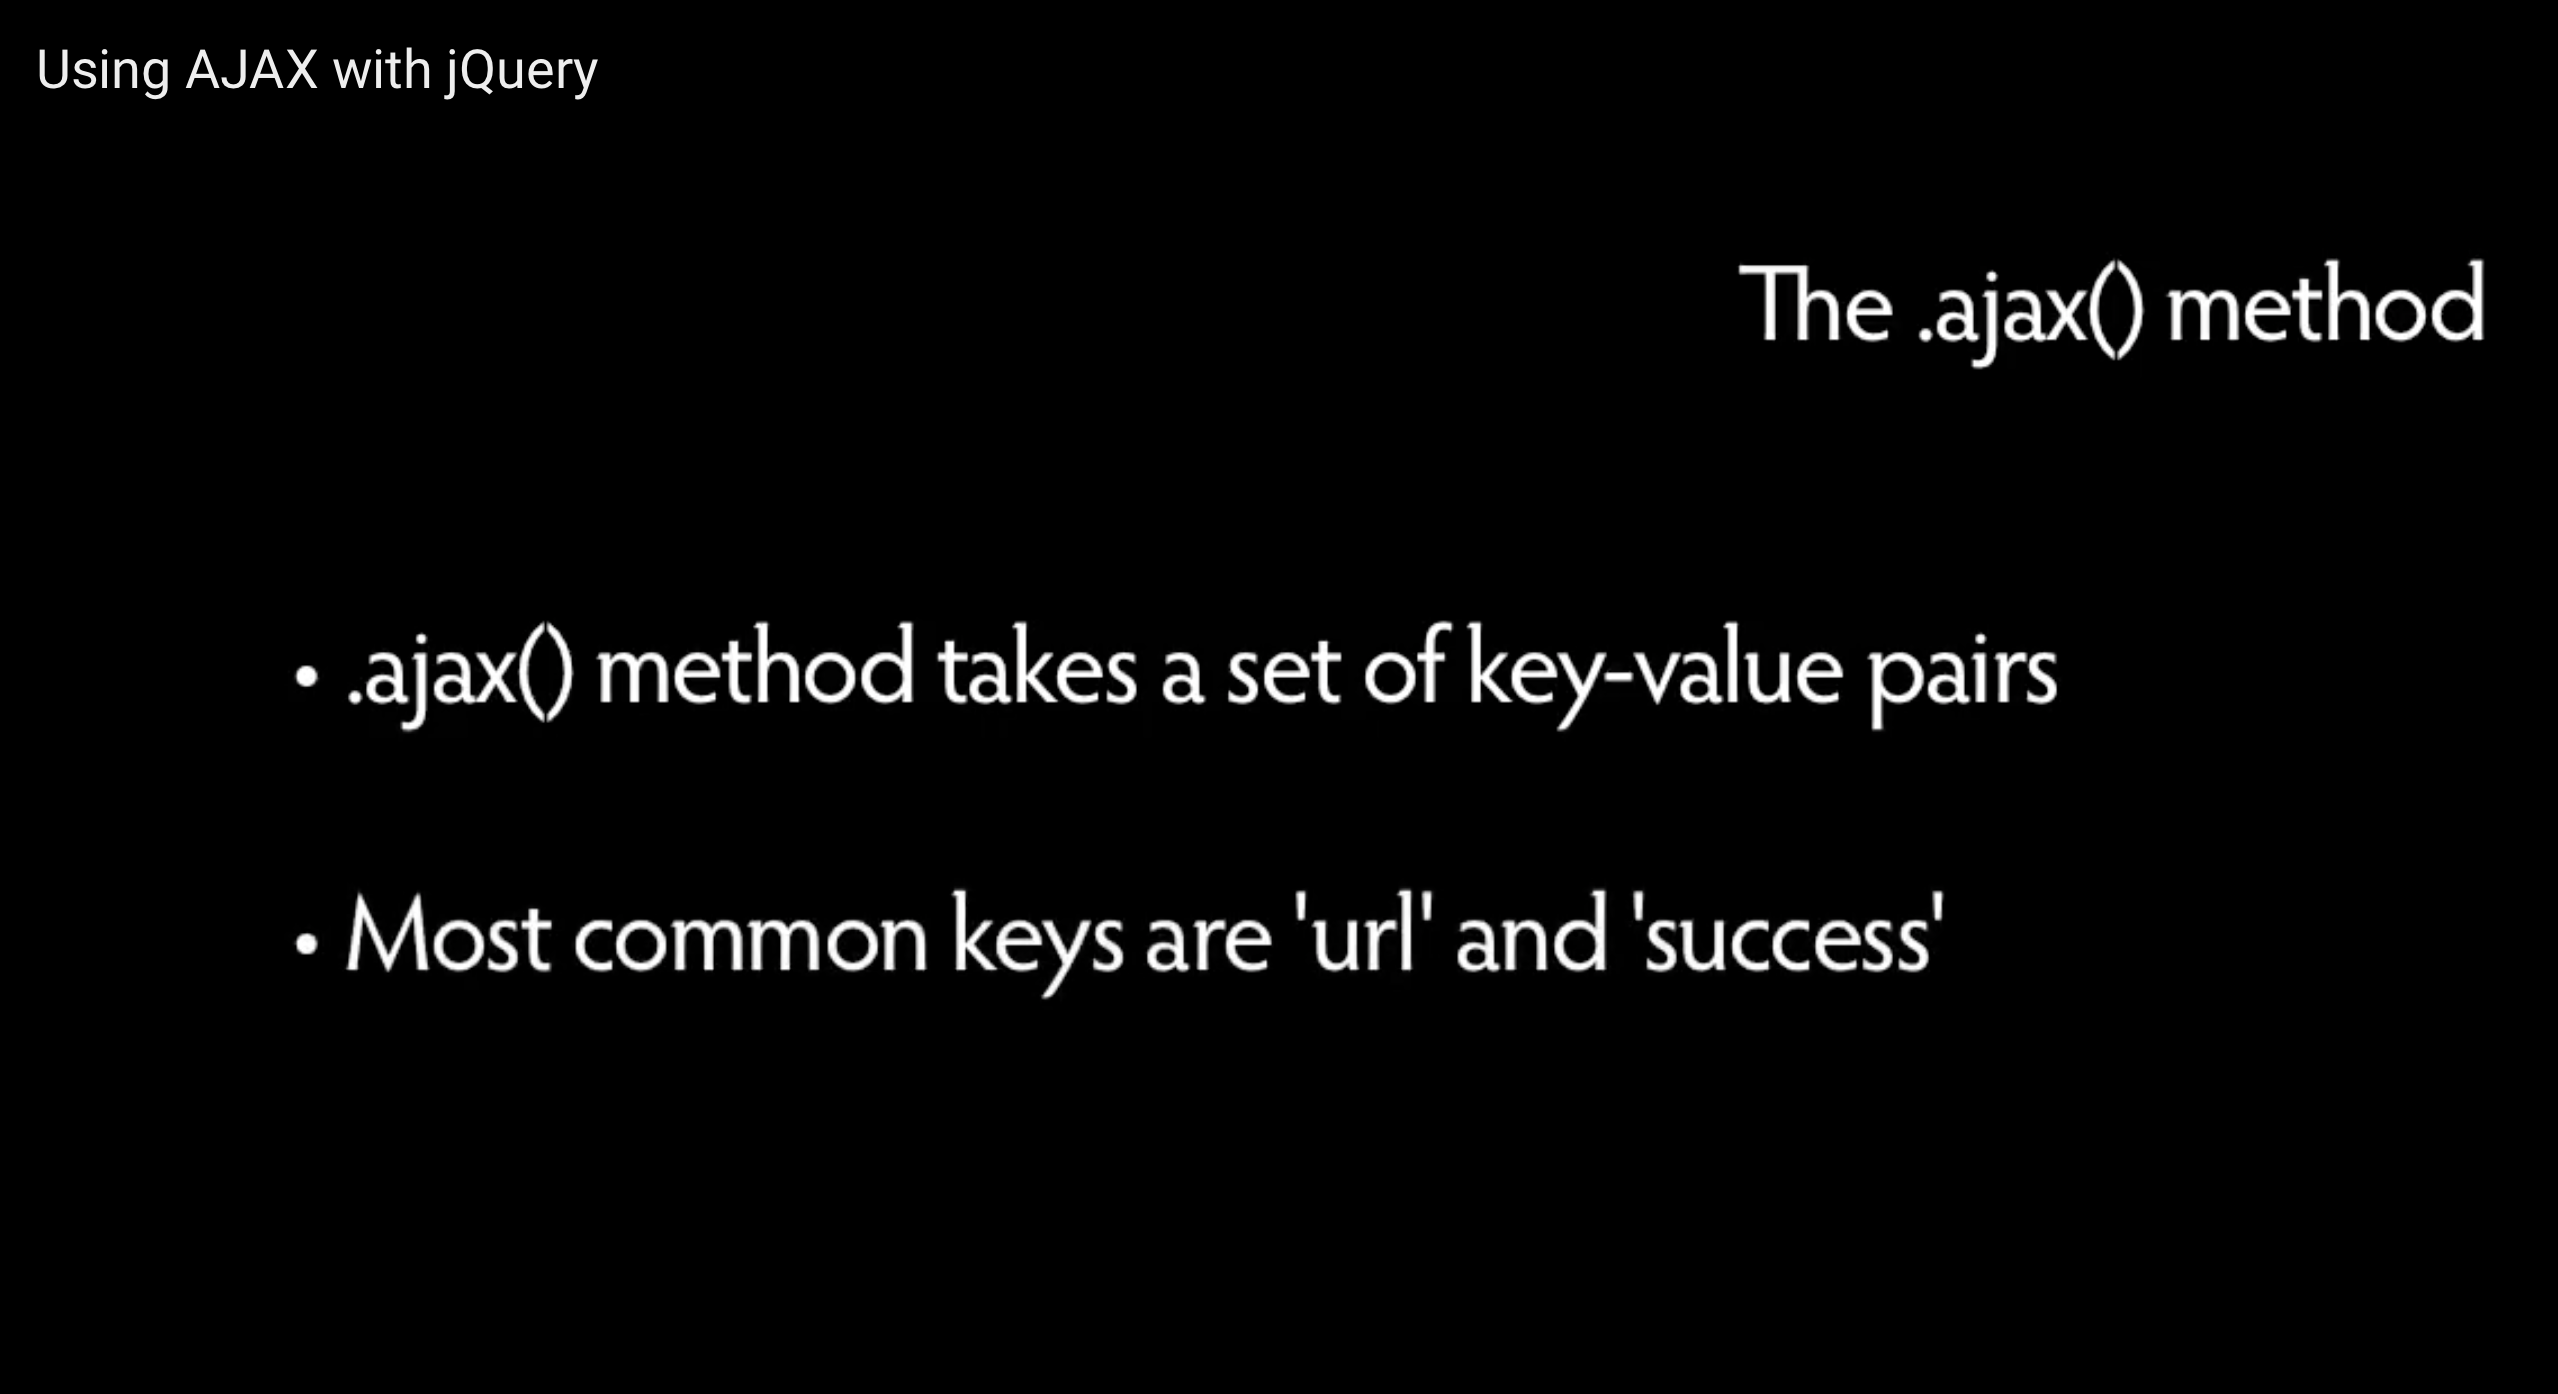 Using AJAX with jQuery
The .ajax() method
• .ajax() method takes a set of key-value pairs
• Most common keys are 'url' and 'success'